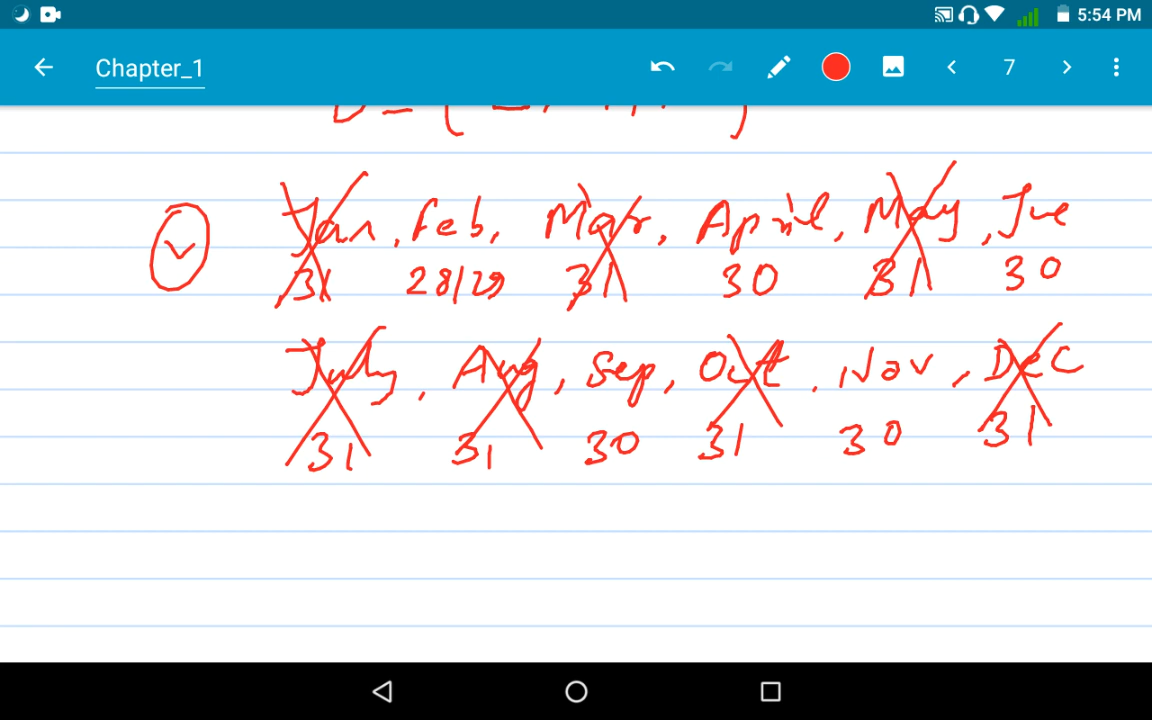 5:54 PM
Chapter_1
7
V Jan, Feb, Mar, April, May, Jue
31 28/29 31 30 31 30
July, Aug, Sep, Oct, Nov, Dec
31 31 30 31 30 31